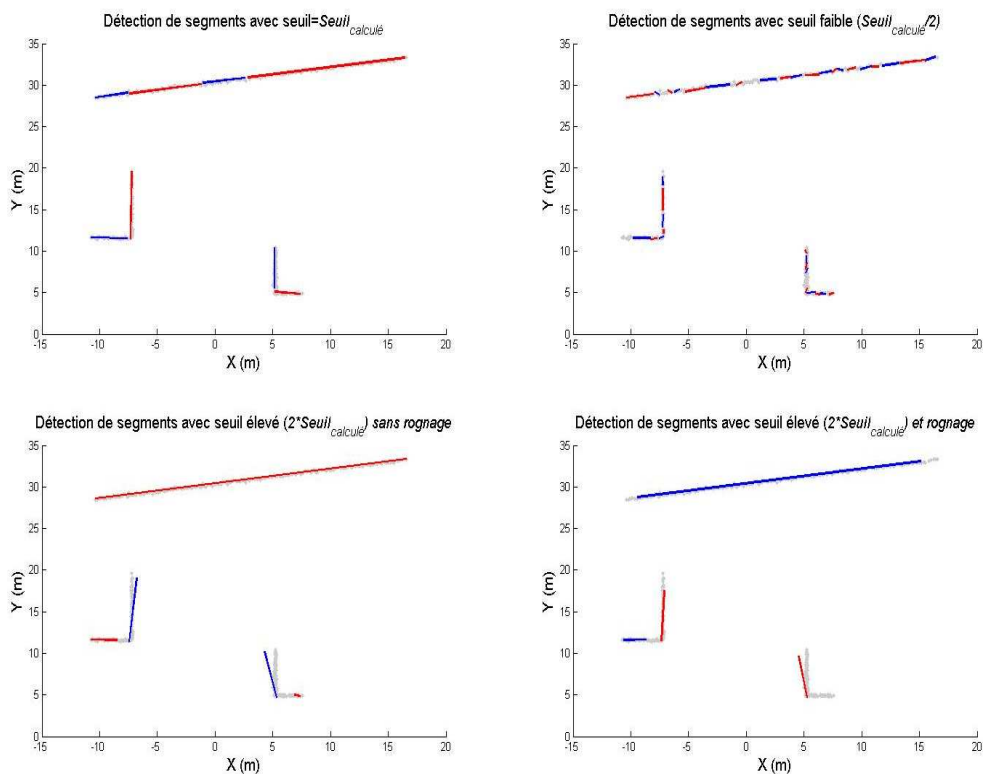 Détection de segments avec seuil=Seuil_calculé
35
30
25
20
15
10
5
0
-15 -10 -5 0 5 10 15 20
Y (m)
X (m)
Détection de segments avec seuil faible (Seuil_calculé/2)
35
30
25
20
15
10
5
0
-15 -10 -5 0 5 10 15 20
Y (m)
X (m)
Détection de segments avec seuil élevé (2*Seuil_calculé) sans rognage
35
30
25
20
15
10
5
0
-15 -10 -5 0 5 10 15 20
Y (m)
X (m)
Détection de segments avec seuil élevé (2*Seuil_calculé) et rognage
35
30
25
20
15
10
5
0
-15 -10 -5 0 5 10 15 20
Y (m)
X (m)